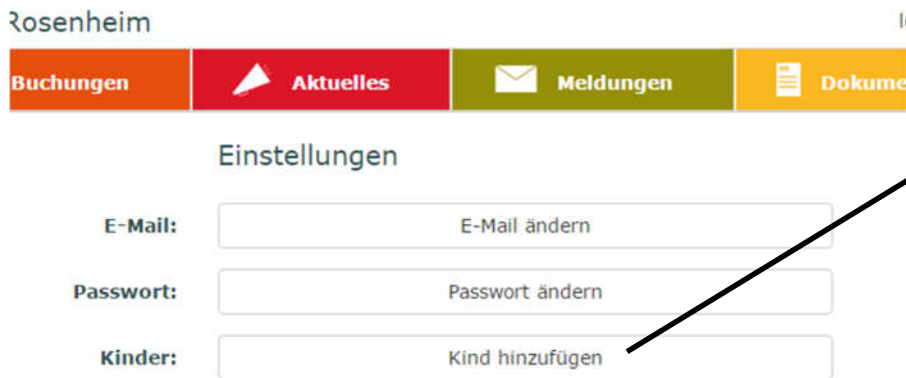 Rosenheim
Buchungen Aktuelles Meldungen
Einstellungen
E-Mail: E-Mail ändern
Passwort: Passwort ändern
Kinder: Kind hinzufügen